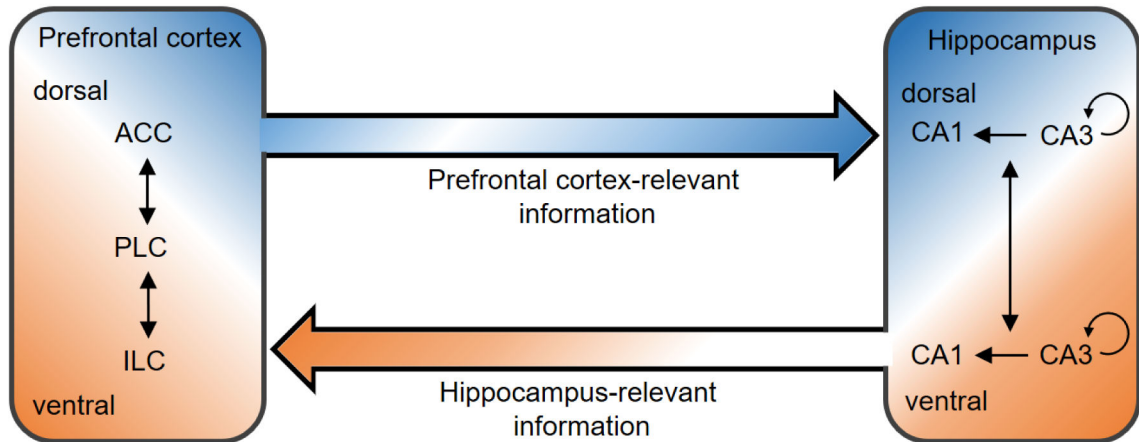 Prefrontal cortex
dorsal
ACC
PLC
ILC
ventral
Prefrontal cortex-relevant
information
Hippocampus-relevant
information
Hippocampus
dorsal
CA1 CA3
CA1 CA3
ventral